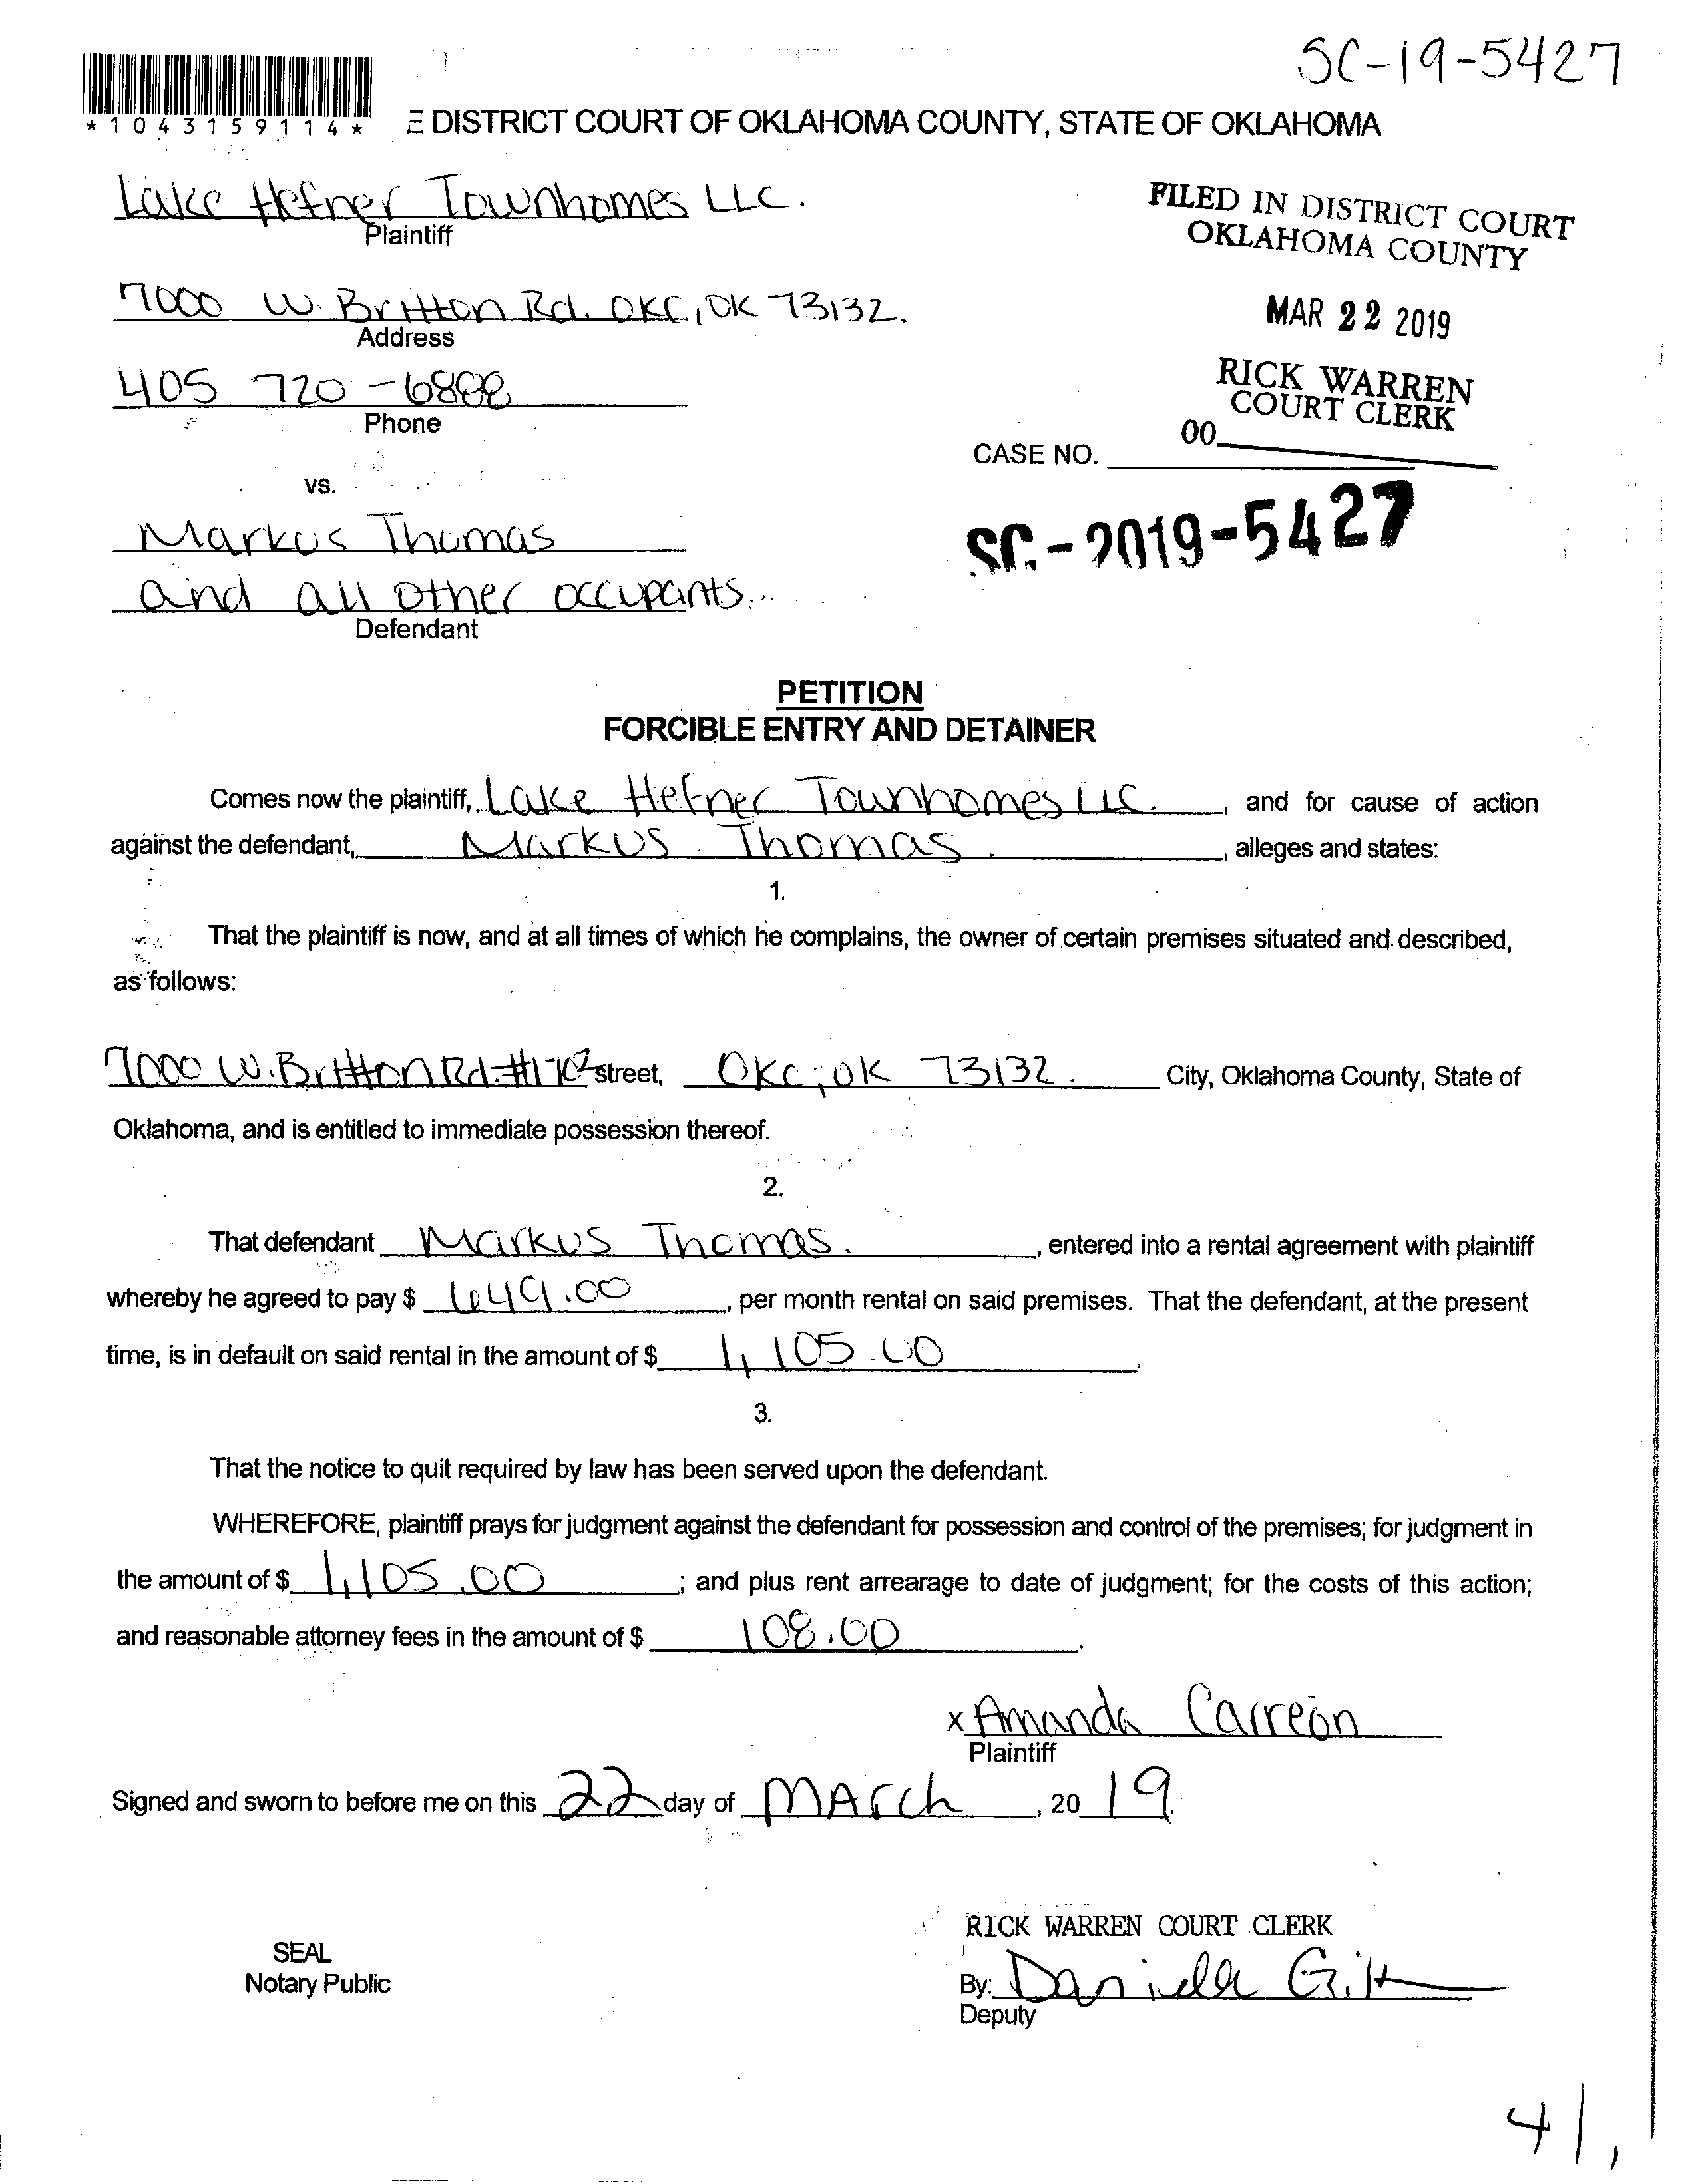 SC-19-5427
*1043159114*
E DISTRICT COURT OF OKLAHOMA COUNTY, STATE OF OKLAHOMA
Lake Hefner Townhomes LLC.
Plaintiff
FILED IN DISTRICT COURT
OKLAHOMA COUNTY
7000 W. Britton Rd. OKC, OK 73132.
Address
MAR 22 2019
405 720-6888
Phone
RICK WARREN
COURT CLERK
00
CASE NO.
vs.
SC-2019-5427
Markus Thomas
and all other occupants.
Defendant
PETITION
FORCIBLE ENTRY AND DETAINER
Comes now the plaintiff, Lake Hefner Townhomes LLC. , and for cause of action
against the defendant, Markus Thomas. , alleges and states:
1.
That the plaintiff is now, and at all times of which he complains, the owner of certain premises situated and described,
as follows:
7000 W. Britton Rd. #1702 street, OKC, OK 73132. City, Oklahoma County, State of
Oklahoma, and is entitled to immediate possession thereof.
2.
That defendant Markus Thomas. , entered into a rental agreement with plaintiff
whereby he agreed to pay $ 649.00 , per month rental on said premises. That the defendant, at the present
time, is in default on said rental in the amount of $ 1,105.00 .
3.
That the notice to quit required by law has been served upon the defendant.
WHEREFORE, plaintiff prays for judgment against the defendant for possession and control of the premises; for judgment in
the amount of $ 1,105.00 ; and plus rent arrearage to date of judgment; for the costs of this action;
and reasonable attorney fees in the amount of $ 108.00 .
x Amanda Carreon
Plaintiff
Signed and sworn to before me on this 22 day of MArch , 20 19.
RICK WARREN COURT CLERK
SEAL
Notary Public
By: Daniela
Deputy
41,